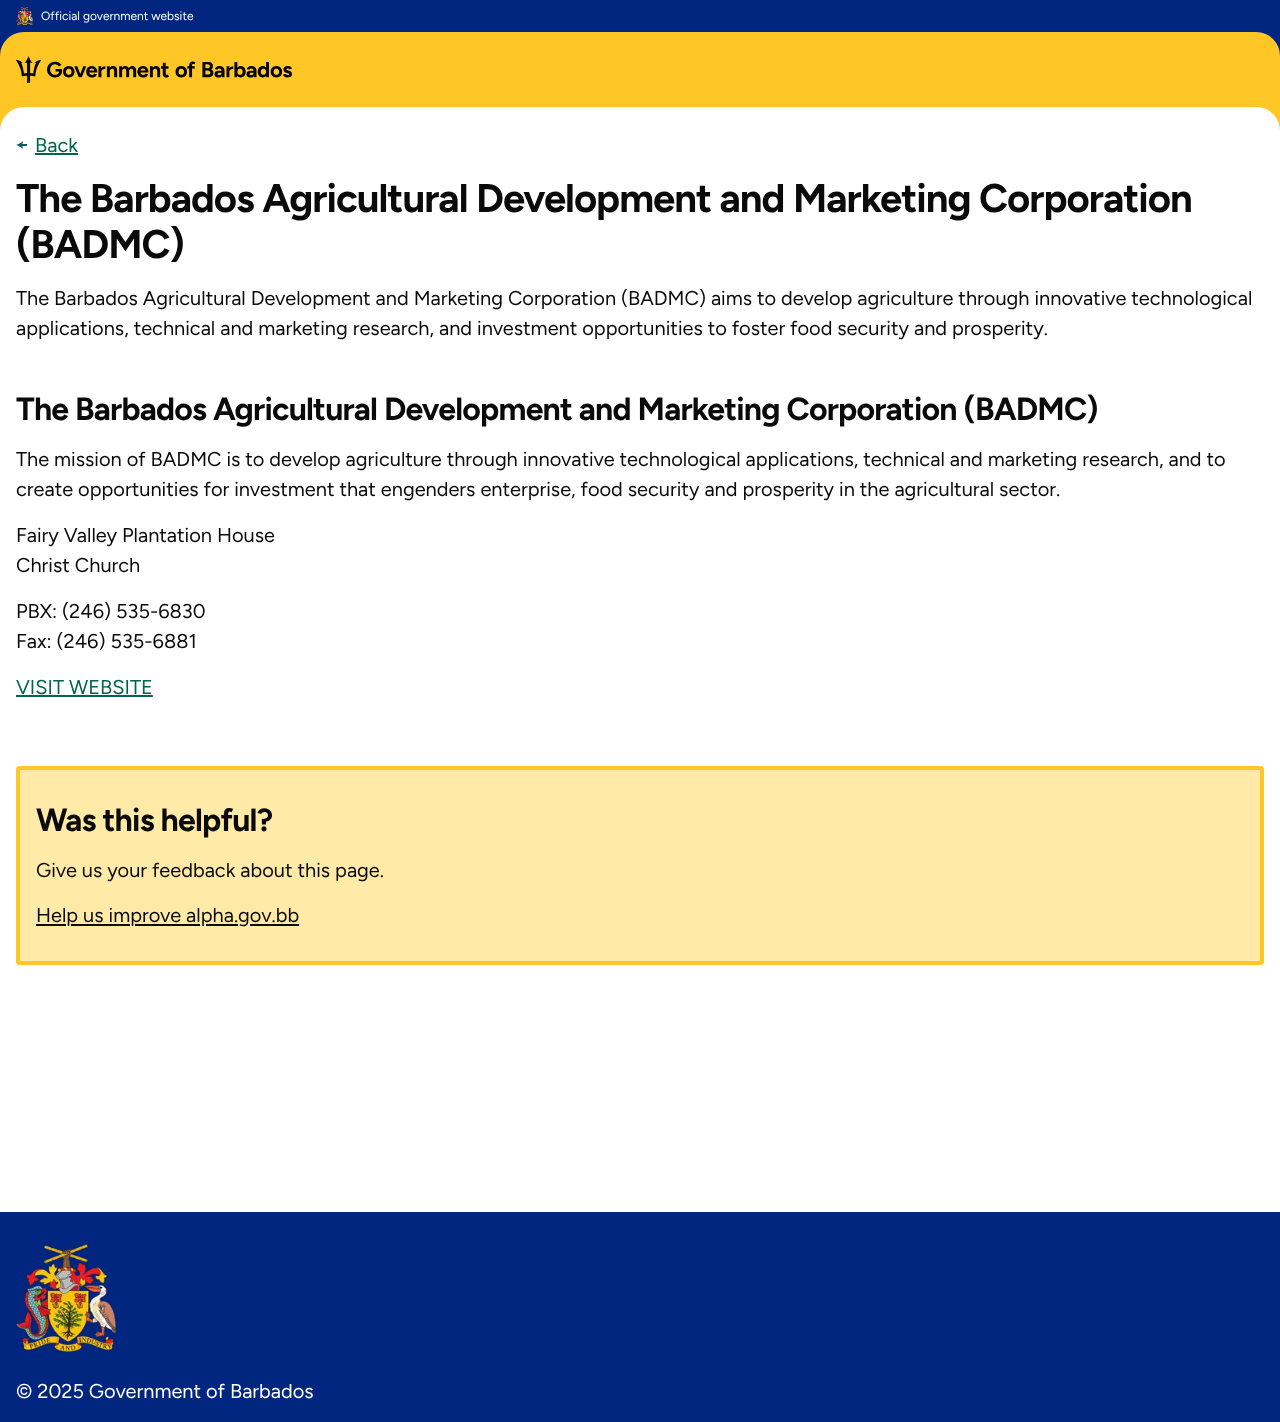 Official government website
Government of Barbados
Back
The Barbados Agricultural Development and Marketing Corporation
(BADMC)
The Barbados Agricultural Development and Marketing Corporation (BADMC) aims to develop agriculture through innovative technological
applications, technical and marketing research, and investment opportunities to foster food security and prosperity.
The Barbados Agricultural Development and Marketing Corporation (BADMC)
The mission of BADMC is to develop agriculture through innovative technological applications, technical and marketing research, and to
create opportunities for investment that engenders enterprise, food security and prosperity in the agricultural sector.
Fairy Valley Plantation House
Christ Church
PBX: (246) 535-6830
Fax: (246) 535-6881
VISIT WEBSITE
Was this helpful?
Give us your feedback about this page.
Help us improve alpha.gov.bb
PRIDE AND INDUSTRY
© 2025 Government of Barbados